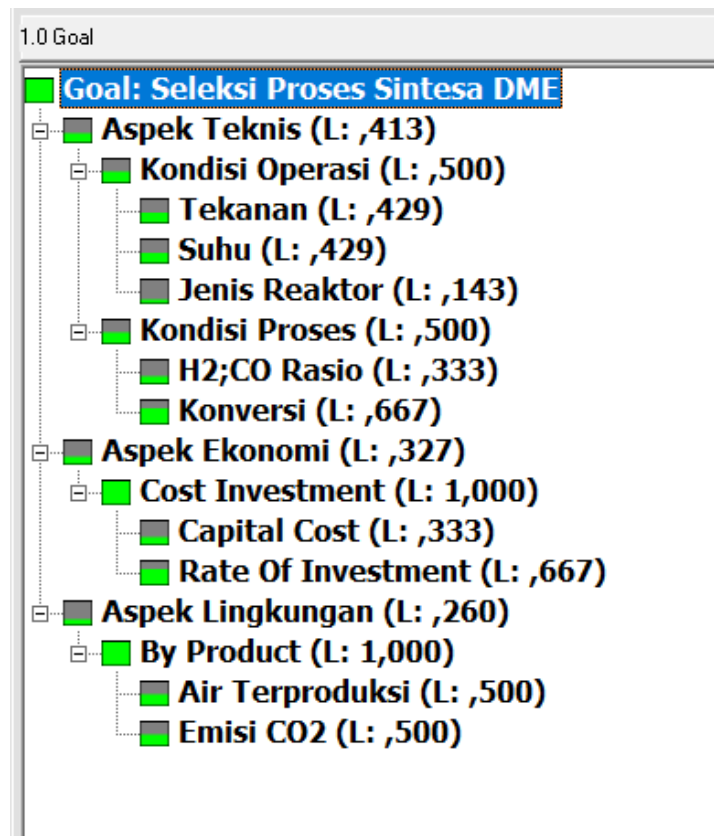 1.0 Goal
Goal: Seleksi Proses Sintesa DME
Aspek Teknis (L: ,413)
Kondisi Operasi (L: ,500)
Tekanan (L: ,429)
Suhu (L: ,429)
Jenis Reaktor (L: ,143)
Kondisi Proses (L: ,500)
H2;CO Rasio (L: ,333)
Konversi (L: ,667)
Aspek Ekonomi (L: ,327)
Cost Investment (L: 1,000)
Capital Cost (L: ,333)
Rate Of Investment (L: ,667)
Aspek Lingkungan (L: ,260)
By Product (L: 1,000)
Air Terproduksi (L: ,500)
Emisi CO2 (L: ,500)